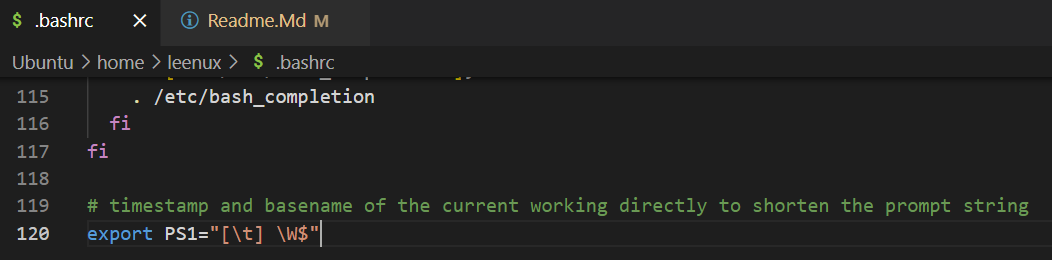 $ .bashrc × Readme.Md M
Ubuntu > home > leenux > $ .bashrc
115 . /etc/bash_completion
116 fi
117 fi
118
119 # timestamp and basename of the current working directly to shorten the prompt string
120 export PS1="[\t] \W$"